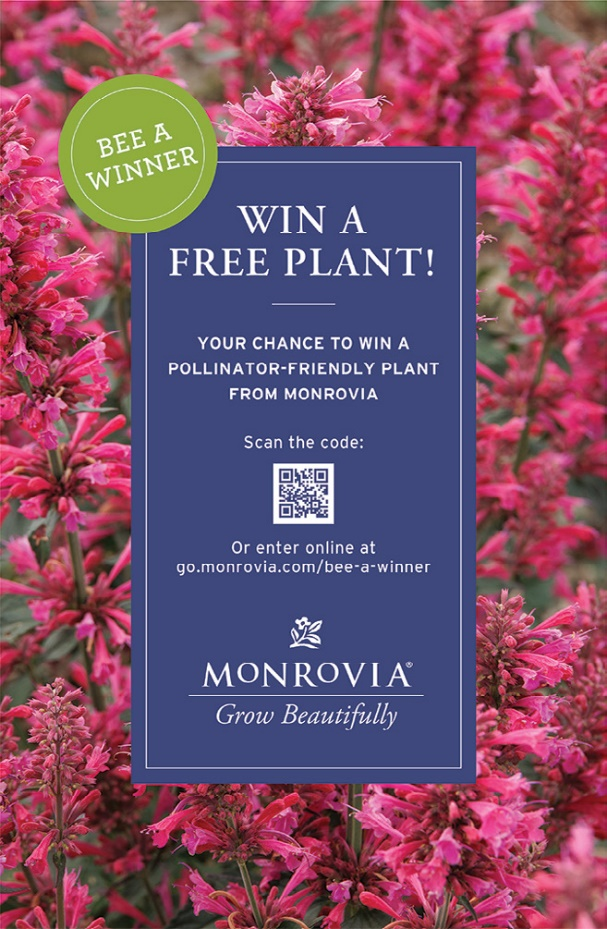 BEE A
WINNER
WIN A
FREE PLANT!
YOUR CHANCE TO WIN A
POLLINATOR-FRIENDLY PLANT
FROM MONROVIA
Scan the code:
Or enter online at
go.monrovia.com/bee-a-winner
MONROVIA®
Grow Beautifully